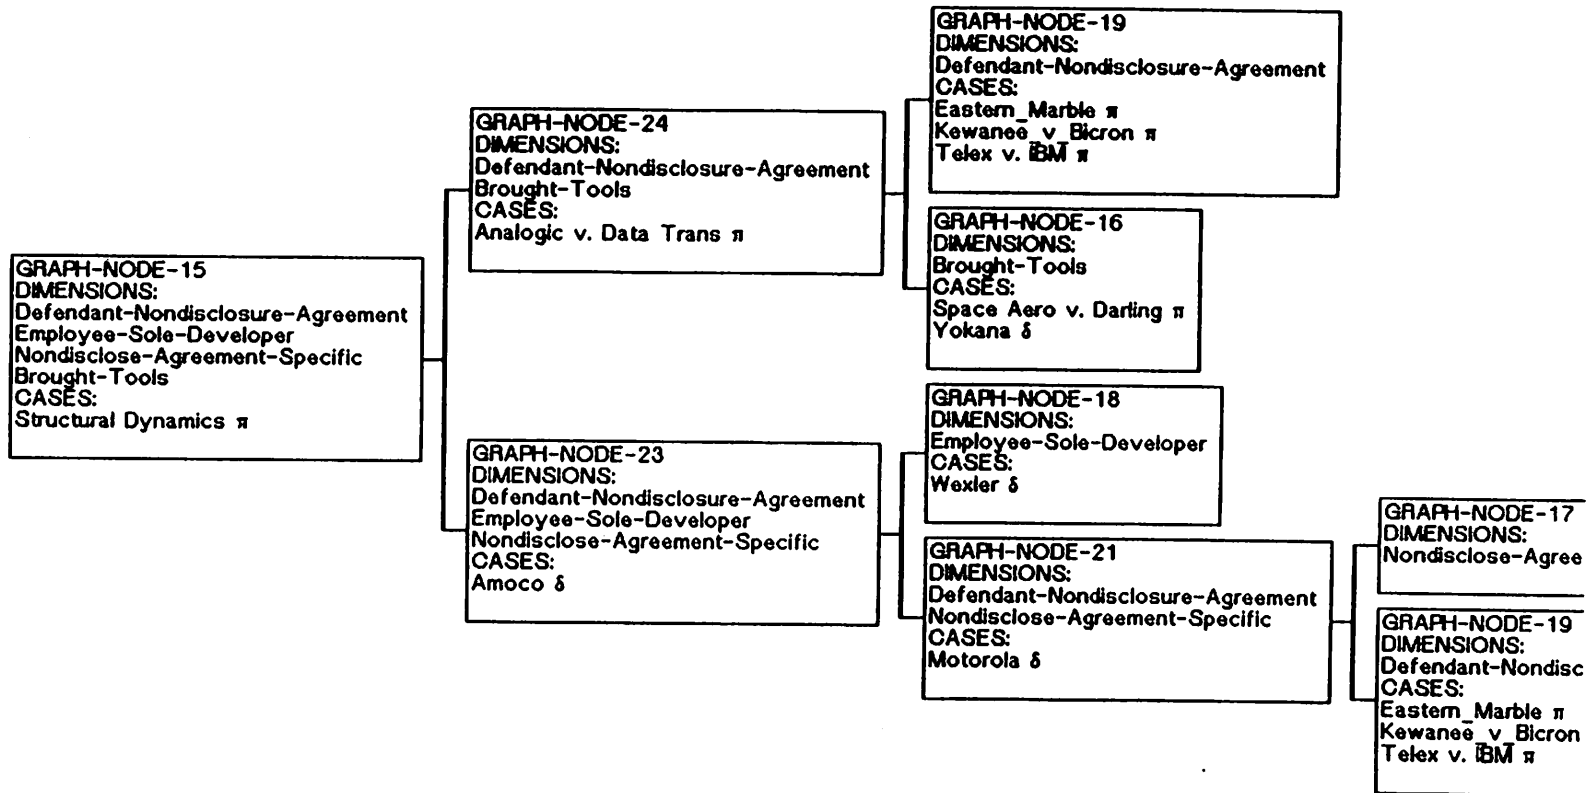 GRAPH-NODE-15
DIMENSIONS:
Defendant-Nondisclosure-Agreement
Employee-Sole-Developer
Nondisclose-Agreement-Specific
Brought-Tools
CASES:
Structural Dynamics π
GRAPH-NODE-24
DIMENSIONS:
Defendant-Nondisclosure-Agreement
Brought-Tools
CASES:
Analogic v. Data Trans π
GRAPH-NODE-23
DIMENSIONS:
Defendant-Nondisclosure-Agreement
Employee-Sole-Developer
Nondisclose-Agreement-Specific
CASES:
Amoco δ
GRAPH-NODE-19
DIMENSIONS:
Defendant-Nondisclosure-Agreement
CASES:
Eastern_Marble π
Kewanee_v_Bicron π
Telex v. IBM π
GRAPH-NODE-16
DIMENSIONS:
Brought-Tools
CASES:
Space Aero v. Darling π
Yokana δ
GRAPH-NODE-18
DIMENSIONS:
Employee-Sole-Developer
CASES:
Wexler δ
GRAPH-NODE-21
DIMENSIONS:
Defendant-Nondisclosure-Agreement
Nondisclose-Agreement-Specific
CASES:
Motorola δ
GRAPH-NODE-17
DIMENSIONS:
Nondisclose-Agree
GRAPH-NODE-19
DIMENSIONS:
Defendant-Nondisc
CASES:
Eastern_Marble π
Kewanee_v_Bicron
Telex v. IBM π